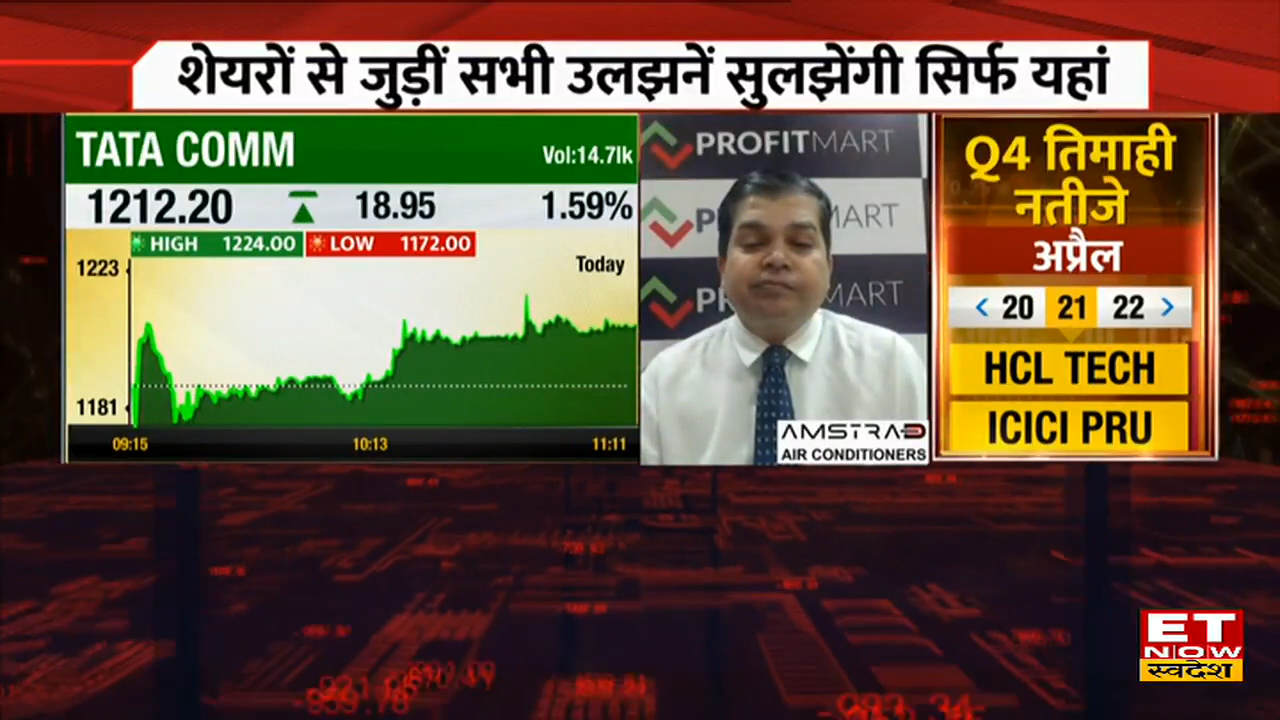 शेयरों से जुड़ीं सभी उलझनें सुलझेंगी सिर्फ यहां
TATA COMM
Vol:14.7lk
1212.20 18.95 1.59%
HIGH 1224.00 LOW 1172.00
Today
1223
1181
09:15 10:13 11:11
PROFITMART
AMSTRAD
AIR CONDITIONERS
Q4 तिमाही
नतीजे
अप्रैल
< 20 21 22 >
HCL TECH
ICICI PRU
ET
NOW
स्वदेश